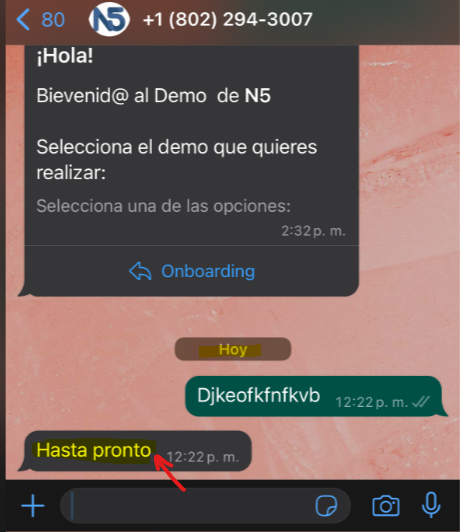 80 N5 +1 (802) 294-3007
¡Hola!
Bievenid@ al Demo de N5
Selecciona el demo que quieres
realizar:
Selecciona una de las opciones:
2:32 p. m.
Onboarding
Hoy
Djkeofkfnfkvb 12:22 p. m.
Hasta pronto 12:22 p. m.